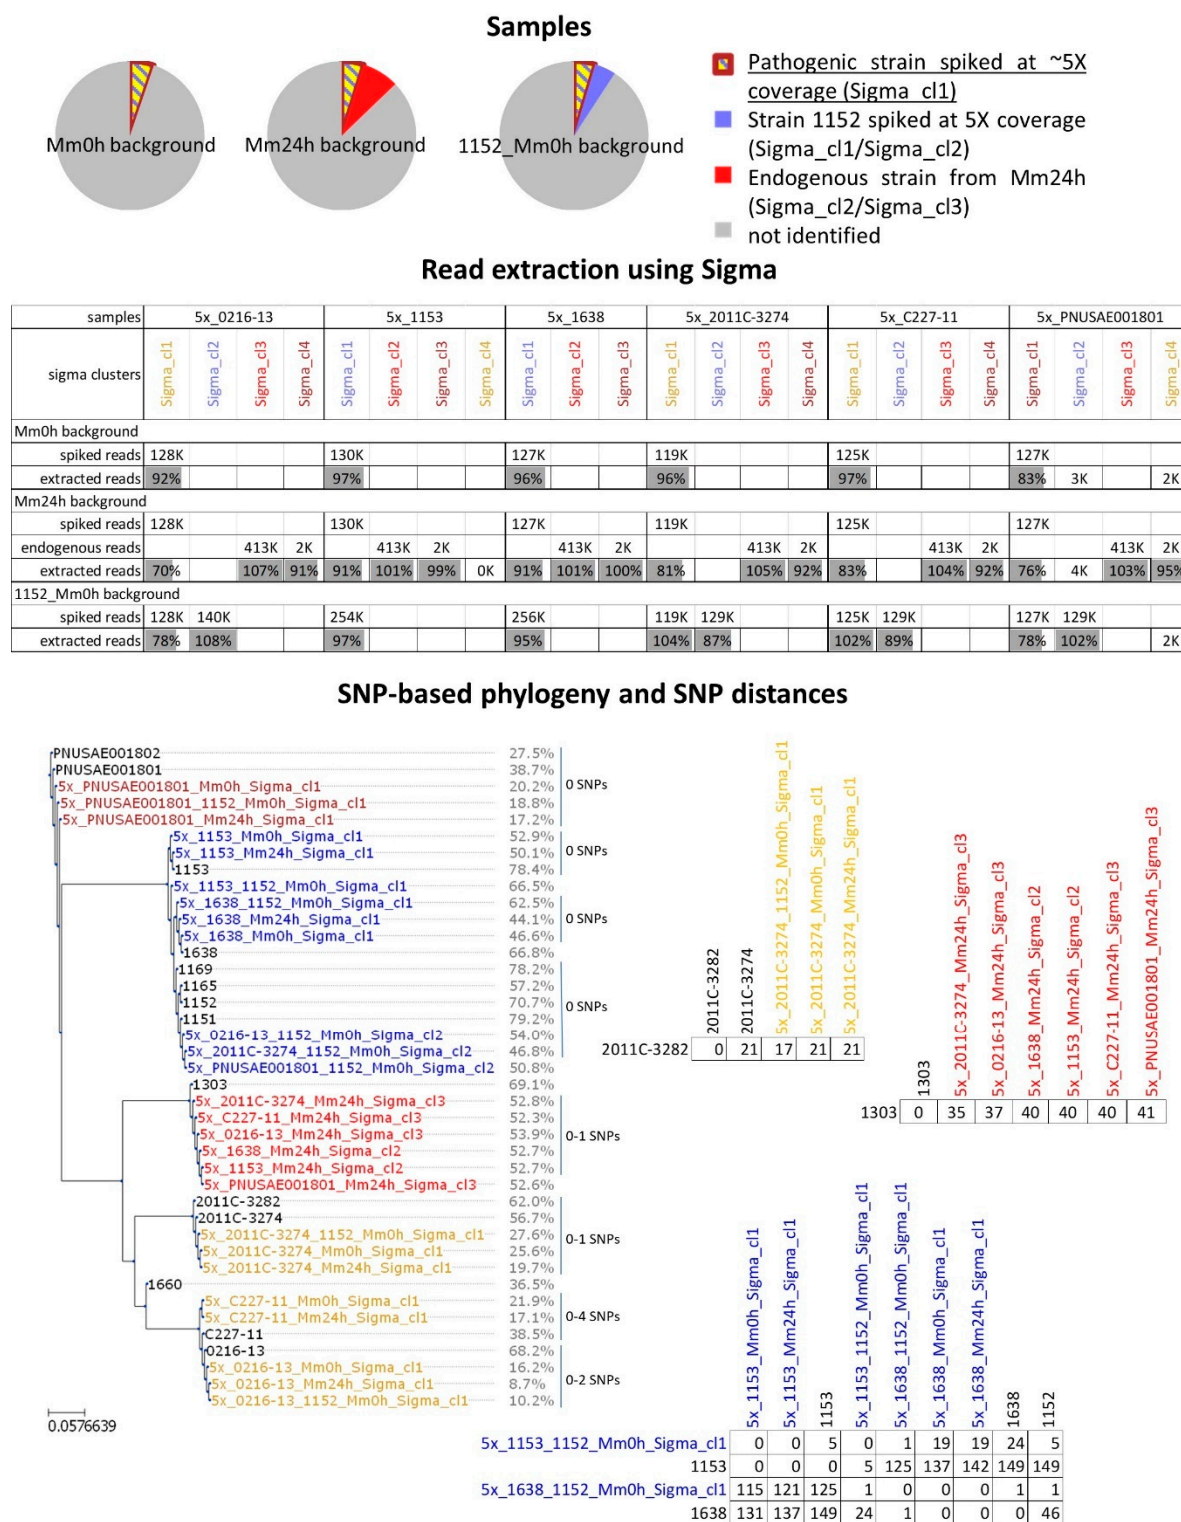 Samples
Mm0h background
Mm24h background
1152_Mm0h background
Pathogenic strain spiked at ~5X
coverage (Sigma_cl1)
Strain 1152 spiked at 5X coverage
(Sigma_cl1/Sigma_cl2)
Endogenous strain from Mm24h
(Sigma_cl2/Sigma_cl3)
not identified
Read extraction using Sigma
samples 5x_0216-13 5x_1153 5x_1638 5x_2011C-3274 5x_C227-11 5x_PNUSAE001801
sigma clusters Sigma_cl1 Sigma_cl2 Sigma_cl3 Sigma_cl4 Sigma_cl1 Sigma_cl2 Sigma_cl3 Sigma_cl4 Sigma_cl1 Sigma_cl2 Sigma_cl3 Sigma_cl1 Sigma_cl2 Sigma_cl3 Sigma_cl4 Sigma_cl1 Sigma_cl2 Sigma_cl3 Sigma_cl4 Sigma_cl1 Sigma_cl2 Sigma_cl3 Sigma_cl4
Mm0h background
spiked reads 128K 130K 127K 119K 125K 127K
extracted reads 92% 97% 96% 96% 97% 83% 3K 2K
Mm24h background
spiked reads 128K 130K 127K 119K 125K 127K
endogenous reads 413K 2K 413K 2K 413K 2K 413K 2K 413K 2K 413K 2K
extracted reads 70% 107% 91% 91% 101% 99% 0K 91% 101% 100% 81% 105% 92% 83% 104% 92% 76% 4K 103% 95%
1152_Mm0h background
spiked reads 128K 140K 254K 256K 119K 129K 125K 129K 127K 129K
extracted reads 78% 108% 97% 95% 104% 87% 102% 89% 78% 102% 2K
SNP-based phylogeny and SNP distances
PNUSAE001802 27.5%
PNUSAE001801 38.7%
5x_PNUSAE001801_Mm0h_Sigma_cl1 20.2%
5x_PNUSAE001801_1152_Mm0h_Sigma_cl1 18.8%
5x_PNUSAE001801_Mm24h_Sigma_cl1 17.2%
0 SNPs
5x_1153_Mm0h_Sigma_cl1 52.9%
5x_1153_Mm24h_Sigma_cl1 50.1%
1153 78.4%
0 SNPs
5x_1153_1152_Mm0h_Sigma_cl1 66.5%
5x_1638_1152_Mm0h_Sigma_cl1 62.5%
5x_1638_Mm24h_Sigma_cl1 44.1%
5x_1638_Mm0h_Sigma_cl1 46.6%
1638 66.8%
0 SNPs
1169 78.2%
1165 57.2%
1152 70.7%
1151 79.2%
5x_0216-13_1152_Mm0h_Sigma_cl2 54.0%
5x_2011C-3274_1152_Mm0h_Sigma_cl2 46.8%
5x_PNUSAE001801_1152_Mm0h_Sigma_cl2 50.8%
0 SNPs
1303 69.1%
5x_2011C-3274_Mm24h_Sigma_cl3 52.8%
5x_C227-11_Mm24h_Sigma_cl3 52.3%
5x_0216-13_Mm24h_Sigma_cl3 53.9%
5x_1638_Mm24h_Sigma_cl2 52.7%
5x_1153_Mm24h_Sigma_cl2 52.7%
5x_PNUSAE001801_Mm24h_Sigma_cl3 52.6%
0-1 SNPs
2011C-3282 62.0%
2011C-3274 56.7%
5x_2011C-3274_1152_Mm0h_Sigma_cl1 27.6%
5x_2011C-3274_Mm0h_Sigma_cl1 25.6%
5x_2011C-3274_Mm24h_Sigma_cl1 19.7%
0-1 SNPs
1660 36.5%
5x_C227-11_Mm0h_Sigma_cl1 21.9%
5x_C227-11_Mm24h_Sigma_cl1 17.1%
C227-11 38.5%
0-4 SNPs
0216-13 68.2%
5x_0216-13_Mm0h_Sigma_cl1 16.2%
5x_0216-13_Mm24h_Sigma_cl1 8.7%
5x_0216-13_1152_Mm0h_Sigma_cl1 10.2%
0-2 SNPs
0.0576639
2011C-3282
2011C-3274
5x_2011C-3274_1152_Mm0h_Sigma_cl1
5x_2011C-3274_Mm0h_Sigma_cl1
5x_2011C-3274_Mm24h_Sigma_cl1
2011C-3282 0 21 17 21 21
1303
5x_2011C-3274_Mm24h_Sigma_cl3
5x_0216-13_Mm24h_Sigma_cl3
5x_1638_Mm24h_Sigma_cl2
5x_1153_Mm24h_Sigma_cl2
5x_C227-11_Mm24h_Sigma_cl3
5x_PNUSAE001801_Mm24h_Sigma_cl3
1303 0 35 37 40 40 40 41
5x_1153_Mm0h_Sigma_cl1
5x_1153_Mm24h_Sigma_cl1
1153
5x_1153_1152_Mm0h_Sigma_cl1
5x_1638_1152_Mm0h_Sigma_cl1
5x_1638_Mm0h_Sigma_cl1
5x_1638_Mm24h_Sigma_cl1
1638
1152
5x_1153_1152_Mm0h_Sigma_cl1 0 0 5 0 1 19 19 24 5
1153 0 0 0 5 125 137 142 149 149
5x_1638_1152_Mm0h_Sigma_cl1 115 121 125 1 0 0 0 1 1
1638 131 137 149 24 1 0 0 0 46